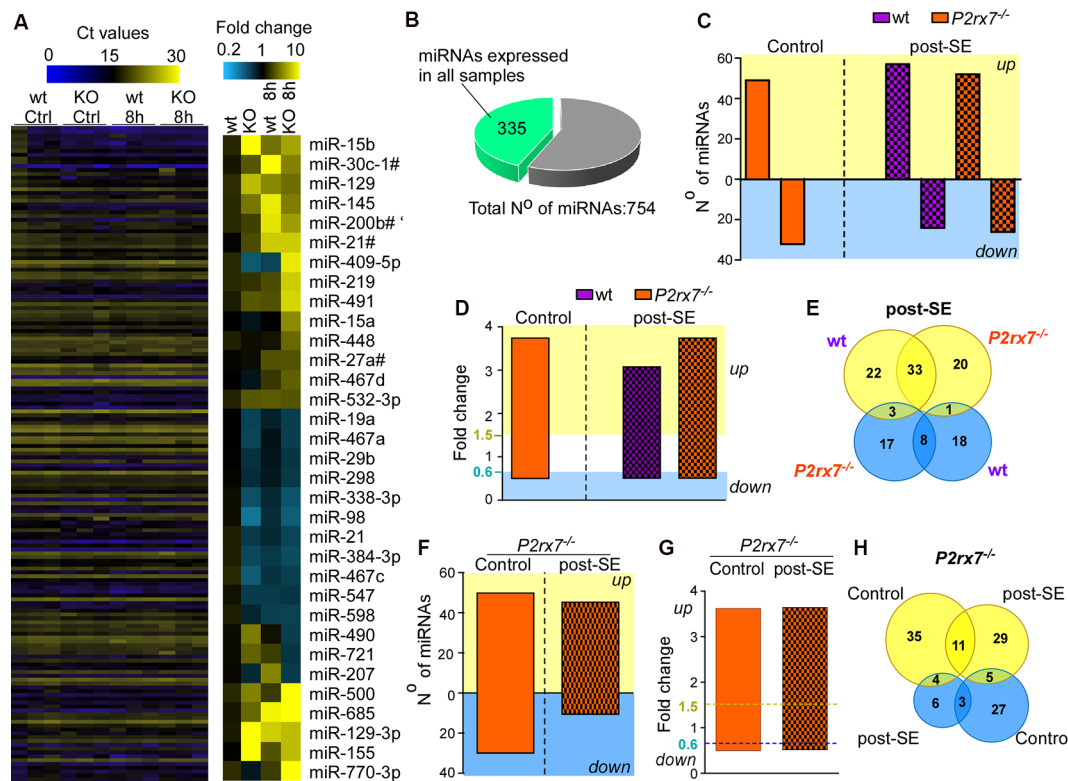 A
Ct values
0 15 30
wt Ctrl
KO Ctrl
wt 8h
KO 8h
Fold change
0.2 1 10
wt
KO
wt 8h
KO 8h
miR-15b
miR-30c-1#
miR-129
miR-145
miR-200b# ‘
miR-21#
miR-409-5p
miR-219
miR-491
miR-15a
miR-448
miR-27a#
miR-467d
miR-532-3p
miR-19a
miR-467a
miR-29b
miR-298
miR-338-3p
miR-98
miR-21
miR-384-3p
miR-467c
miR-547
miR-598
miR-490
miR-721
miR-207
miR-500
miR-685
miR-129-3p
miR-155
miR-770-3p
B
miRNAs expressed
in all samples
335
Total Nº of miRNAs:754
C
wt P2rx7-/-
Control post-SE
up
Nº of miRNAs
60
40
20
0
20
40
down
D
wt P2rx7-/-
Control post-SE
Fold change
4
3
2
1.5
1
0.6
0
up
down
E
post-SE
wt
P2rx7-/-
22 33 20
3 1
17 8 18
P2rx7-/-
wt
F
P2rx7-/-
Control post-SE
up
Nº of miRNAs
60
40
20
0
20
40
down
G
P2rx7-/-
Control post-SE
up
Fold change
4
3
2
1.5
1
0.6
0
down
H
P2rx7-/-
Control
post-SE
35 11 29
4 5
6 3 27
post-SE
Contro